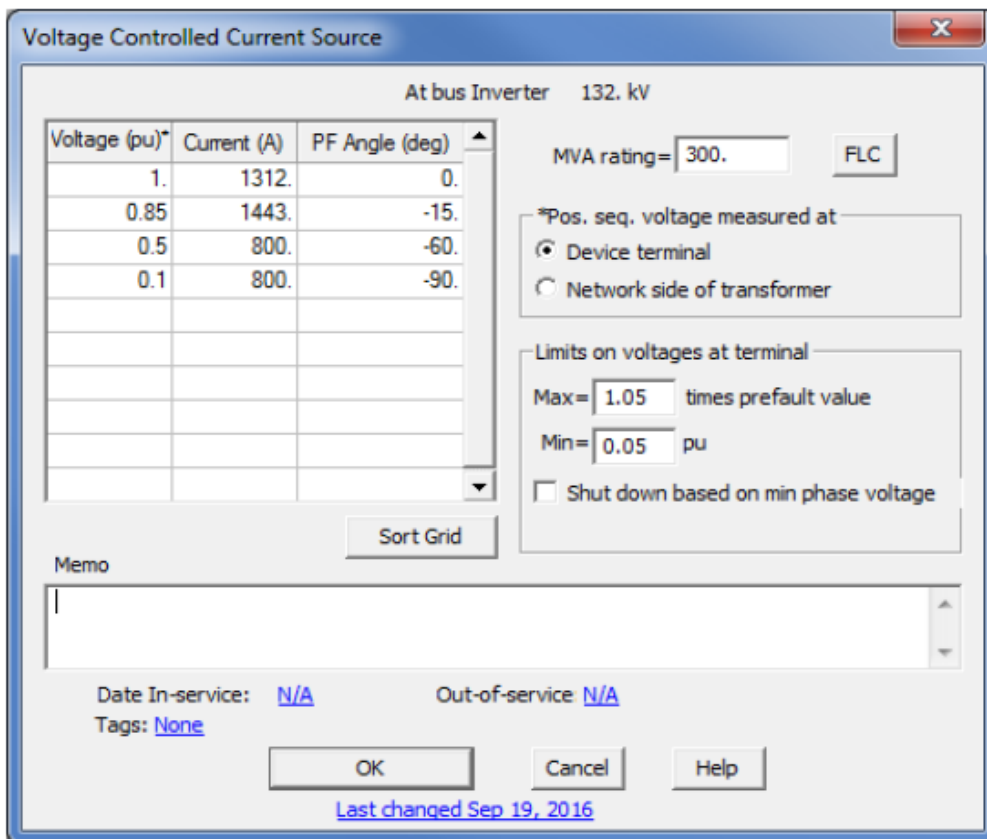 Voltage Controlled Current Source
At bus Inverter 132. kV
Voltage (pu)* Current (A) PF Angle (deg)
1. 1312. 0.
0.85 1443. -15.
0.5 800. -60.
0.1 800. -90.
MVA rating= 300. FLC
*Pos. seq. voltage measured at
Device terminal
Network side of transformer
Limits on voltages at terminal
Max= 1.05 times prefault value
Min= 0.05 pu
Shut down based on min phase voltage
Sort Grid
Memo
Date In-service: N/A Out-of-service N/A
Tags: None
OK Cancel Help
Last changed Sep 19, 2016